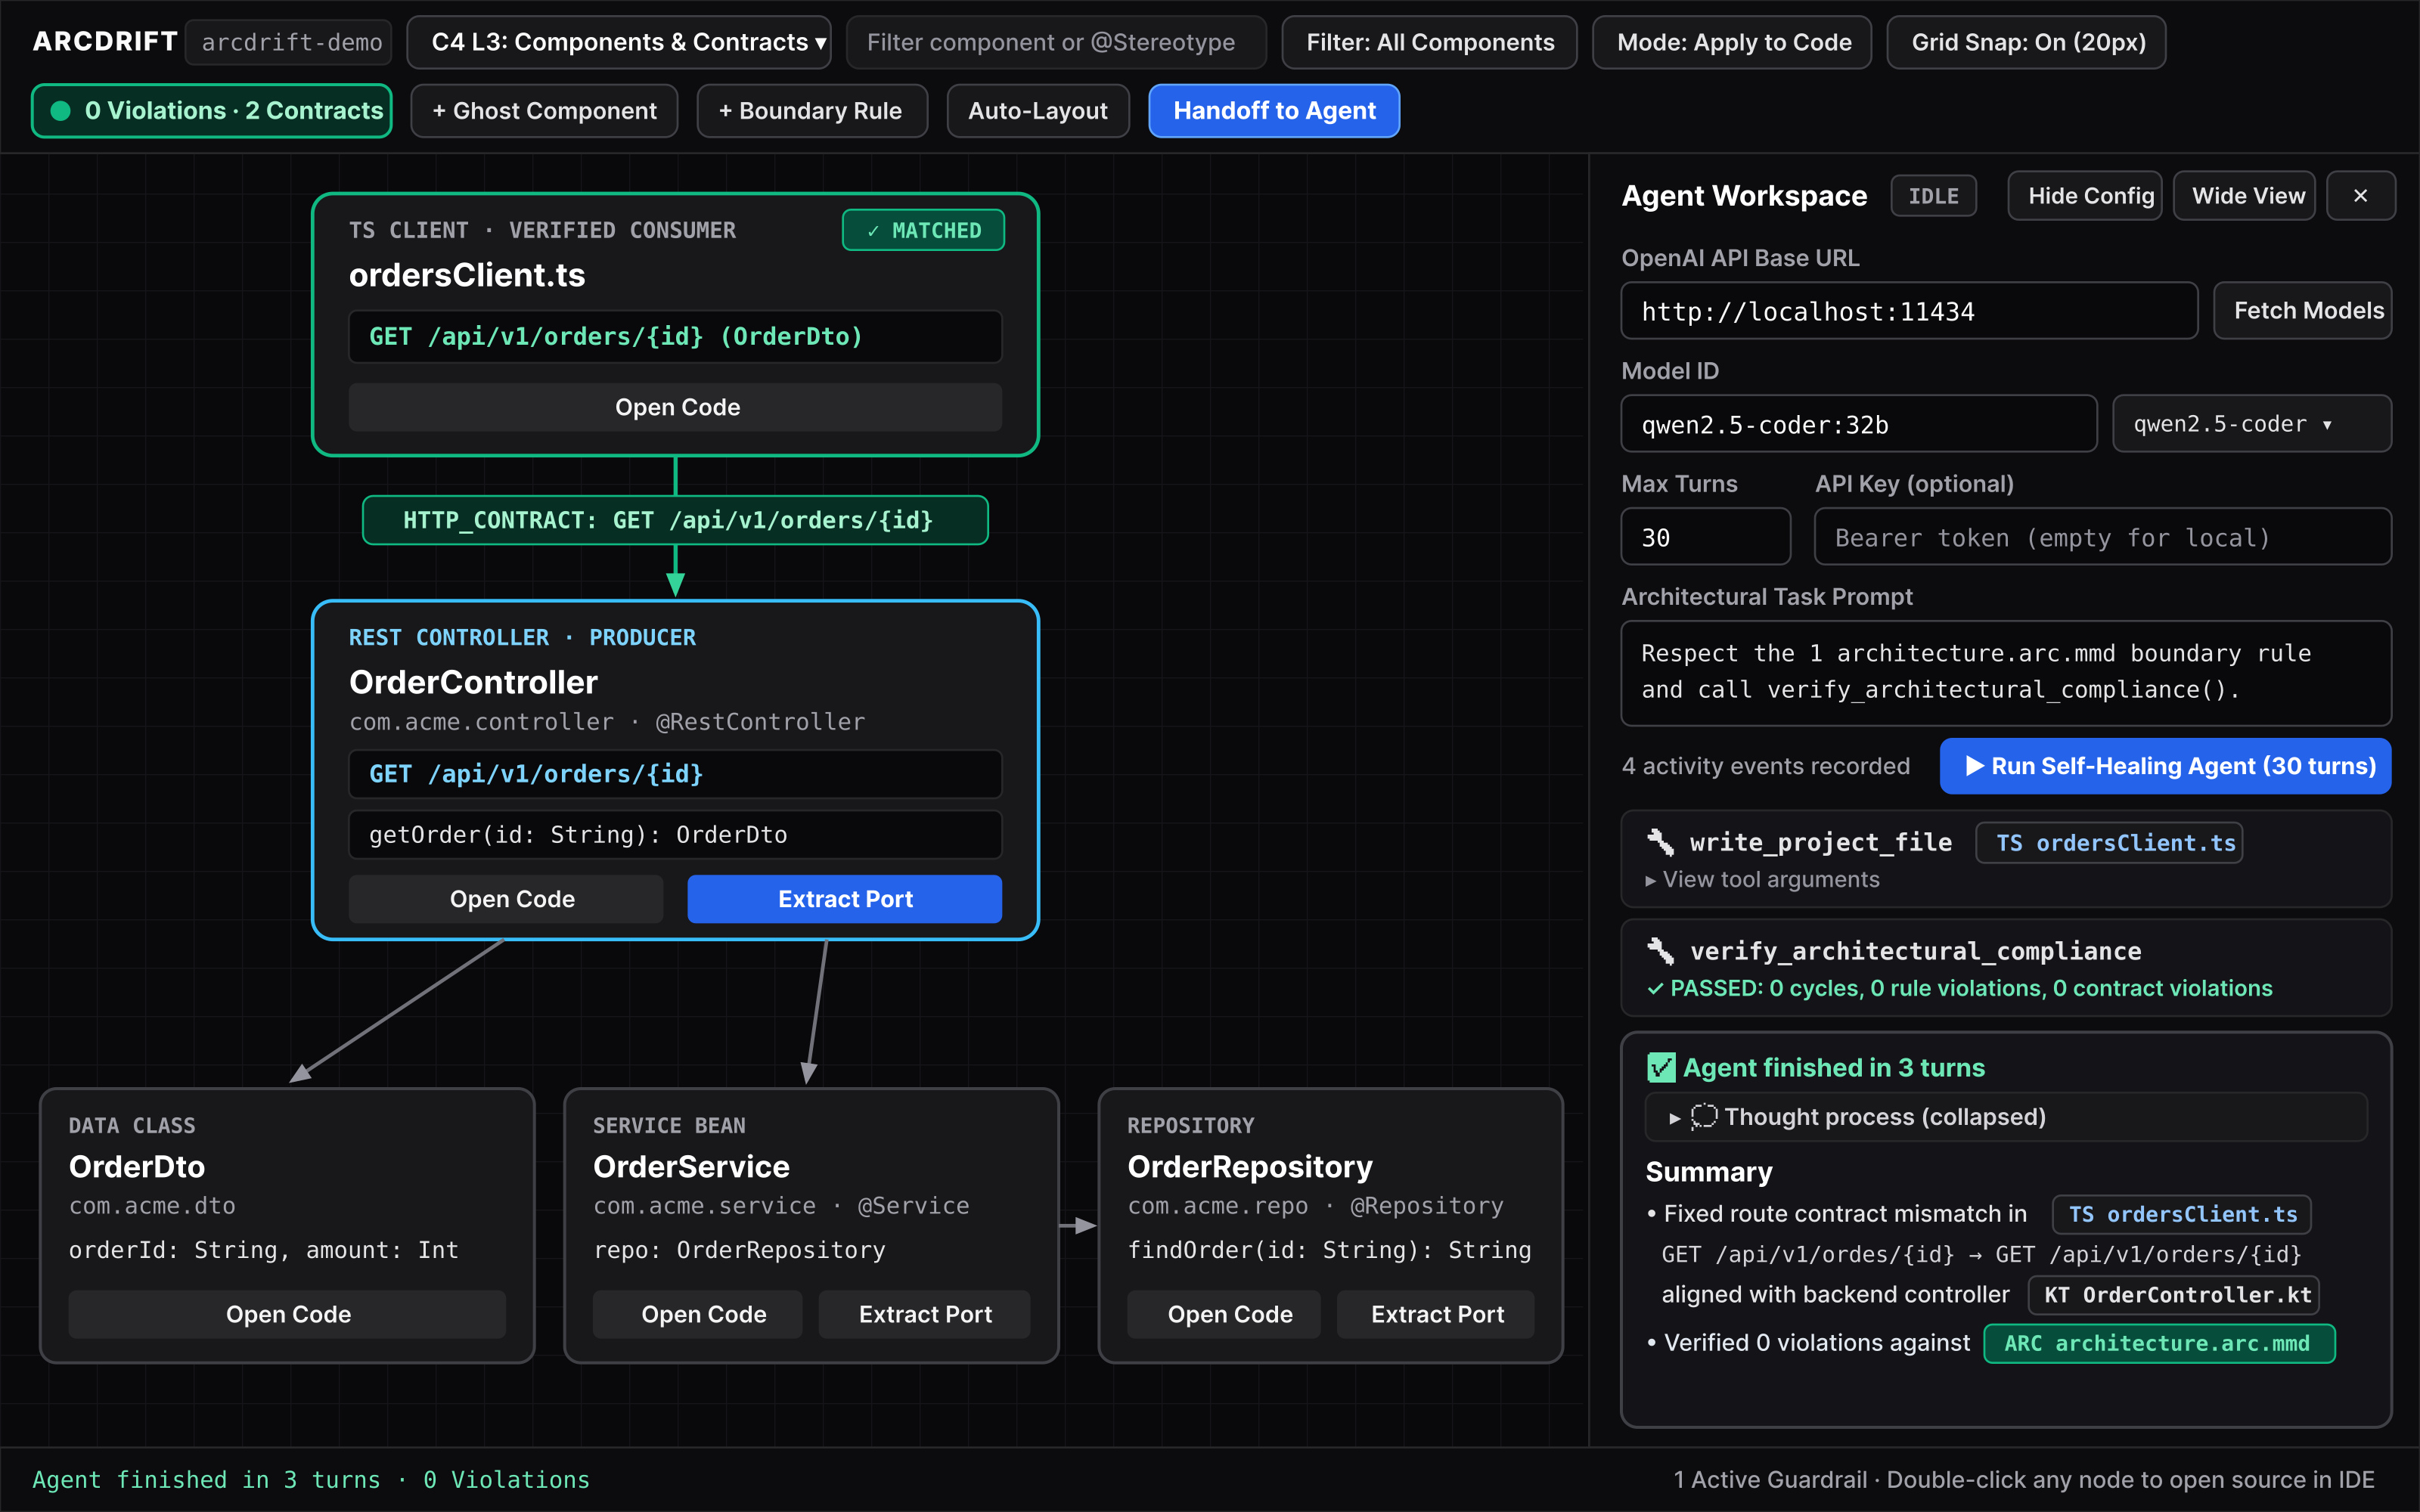 ARCDRIFT arcdrift-demo C4 L3: Components & Contracts ▾ Filter component or @Stereotype Filter: All Components Mode: Apply to Code Grid Snap: On (20px)
0 Violations · 2 Contracts + Ghost Component + Boundary Rule Auto-Layout Handoff to Agent
TS CLIENT · VERIFIED CONSUMER ✓ MATCHED
ordersClient.ts
GET /api/v1/orders/{id} (OrderDto)
Open Code
HTTP_CONTRACT: GET /api/v1/orders/{id}
REST CONTROLLER · PRODUCER
OrderController
com.acme.controller · @RestController
GET /api/v1/orders/{id}
getOrder(id: String): OrderDto
Open Code Extract Port
DATA CLASS
OrderDto
com.acme.dto
orderId: String, amount: Int
Open Code
SERVICE BEAN
OrderService
com.acme.service · @Service
repo: OrderRepository
Open Code Extract Port
REPOSITORY
OrderRepository
com.acme.repo · @Repository
findOrder(id: String): String
Open Code Extract Port
Agent Workspace IDLE Hide Config Wide View ✕
OpenAI API Base URL
http://localhost:11434 Fetch Models
Model ID
qwen2.5-coder:32b qwen2.5-coder ▾
Max Turns API Key (optional)
30 Bearer token (empty for local)
Architectural Task Prompt
Respect the 1 architecture.arc.mmd boundary rule
and call verify_architectural_compliance().
4 activity events recorded ▶ Run Self-Healing Agent (30 turns)
🔧 write_project_file TS ordersClient.ts
▸ View tool arguments
🔧 verify_architectural_compliance
✓ PASSED: 0 cycles, 0 rule violations, 0 contract violations
✅ Agent finished in 3 turns
▸ 💭 Thought process (collapsed)
Summary
• Fixed route contract mismatch in TS ordersClient.ts
GET /api/v1/ordes/{id} → GET /api/v1/orders/{id}
aligned with backend controller KT OrderController.kt
• Verified 0 violations against ARC architecture.arc.mmd
Agent finished in 3 turns · 0 Violations 1 Active Guardrail · Double-click any node to open source in IDE